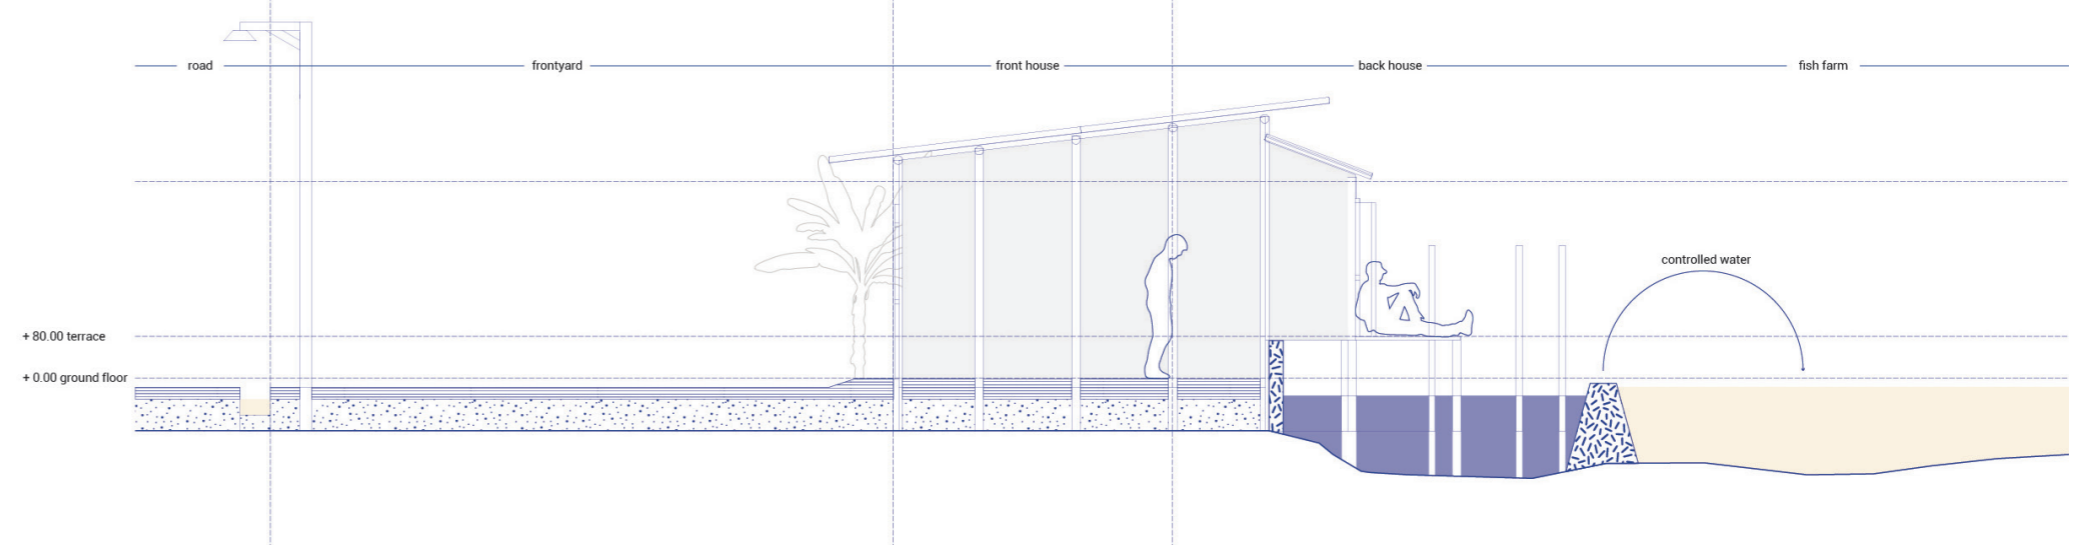 road
frontyard
front house
back house
fish farm
controlled water
+ 80.00 terrace
+ 0.00 ground floor